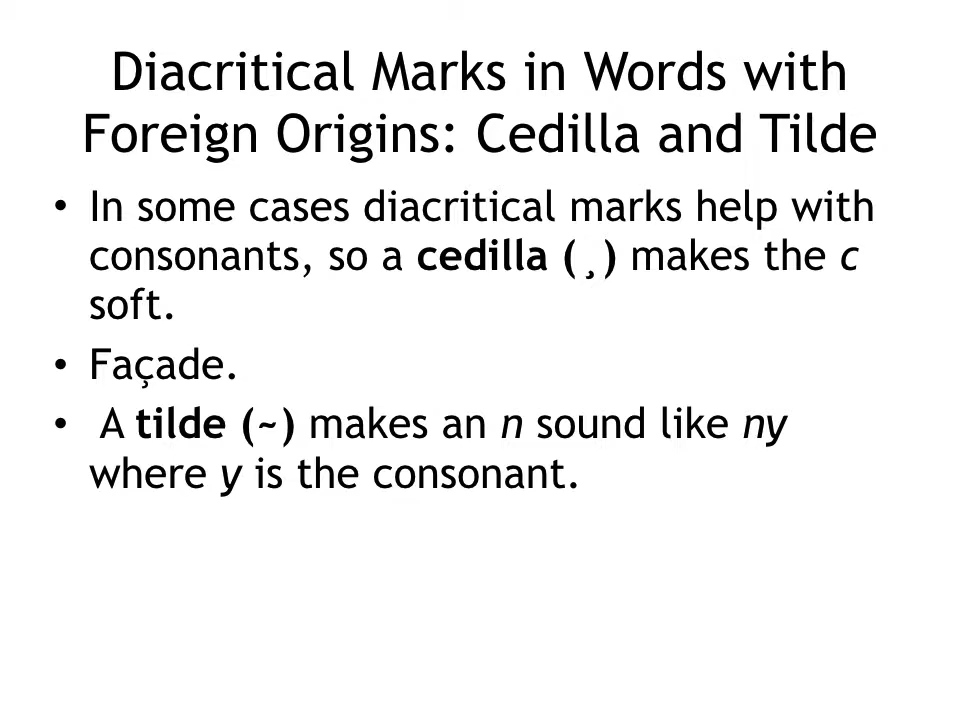 Diacritical Marks in Words with
Foreign Origins: Cedilla and Tilde
• In some cases diacritical marks help with
consonants, so a cedilla (¸) makes the c
soft.
• Façade.
• A tilde (~) makes an n sound like ny
where y is the consonant.